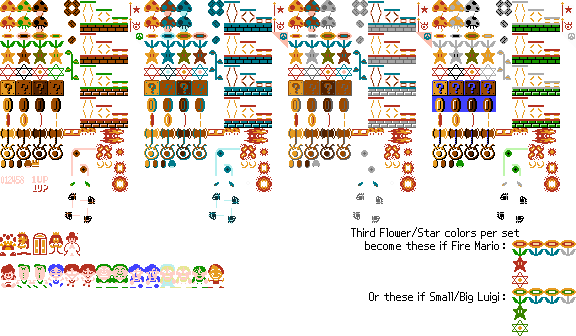 012458 1UP
1UP
Third Flower/Star colors per set
become these if Fire Mario :
Or these if Small/Big Luigi :